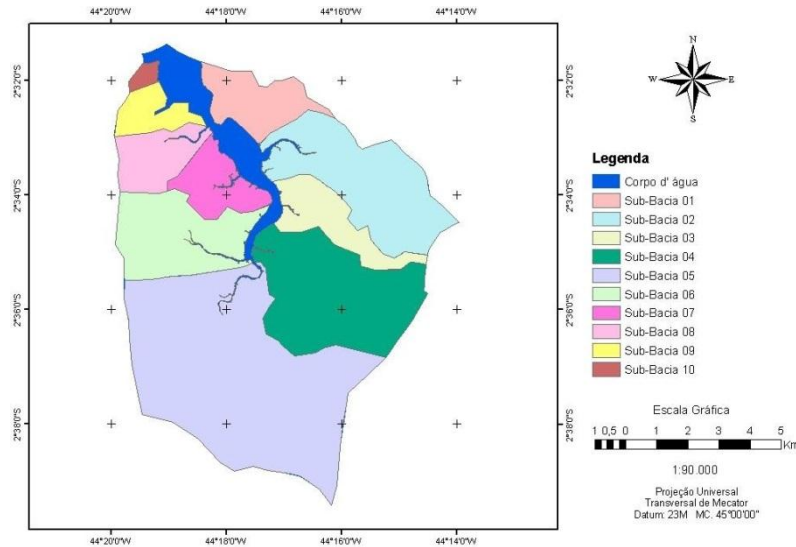 44°20'0"W 44°18'0"W 44°16'0"W 44°14'0"W
2°32'0"S 2°32'0"S
2°34'0"S 2°34'0"S
2°36'0"S 2°36'0"S
2°38'0"S 2°38'0"S
44°20'0"W 44°18'0"W 44°16'0"W 44°14'0"W
N
W E
S
Legenda
Corpo d' água
Sub-Bacia 01
Sub-Bacia 02
Sub-Bacia 03
Sub-Bacia 04
Sub-Bacia 05
Sub-Bacia 06
Sub-Bacia 07
Sub-Bacia 08
Sub-Bacia 09
Sub-Bacia 10
Escala Gráfica
1 0,5 0 1 2 3 4 5
Km
1:90.000
Projeção Universal
Transversal de Mecator
Datum: 23M MC. 45°00'00"